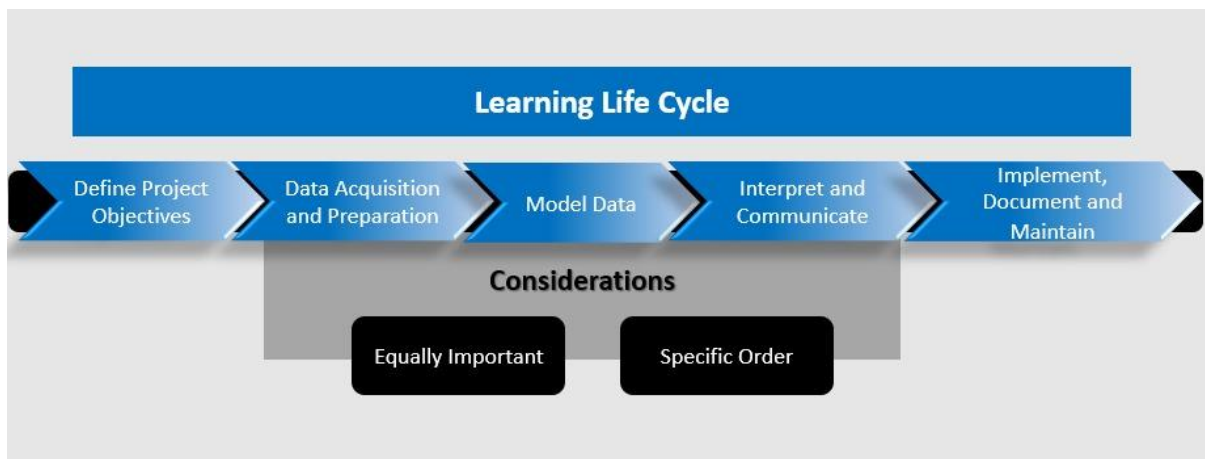 Learning Life Cycle
Define Project
Objectives
Data Acquisition
and Preparation
Model Data
Interpret and
Communicate
Implement,
Document and
Maintain
Considerations
Equally Important
Specific Order